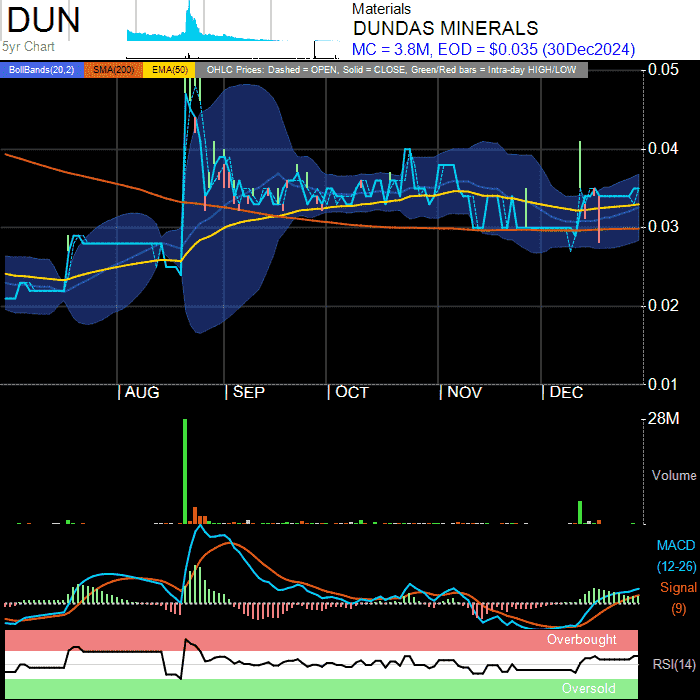 DUN
5yr Chart
Materials
DUNDAS MINERALS
MC = 3.8M, EOD = $0.035 (30Dec2024)
BollBands(20,2) SMA(200) EMA(50) OHLC Prices: Dashed = OPEN, Solid = CLOSE, Green/Red bars = Intra-day HIGH/LOW
0.05
0.04
0.03
0.02
0.01
AUG SEP OCT NOV DEC
28M
Volume
MACD
(12-26)
Signal
(9)
Overbought
RSI(14)
Oversold